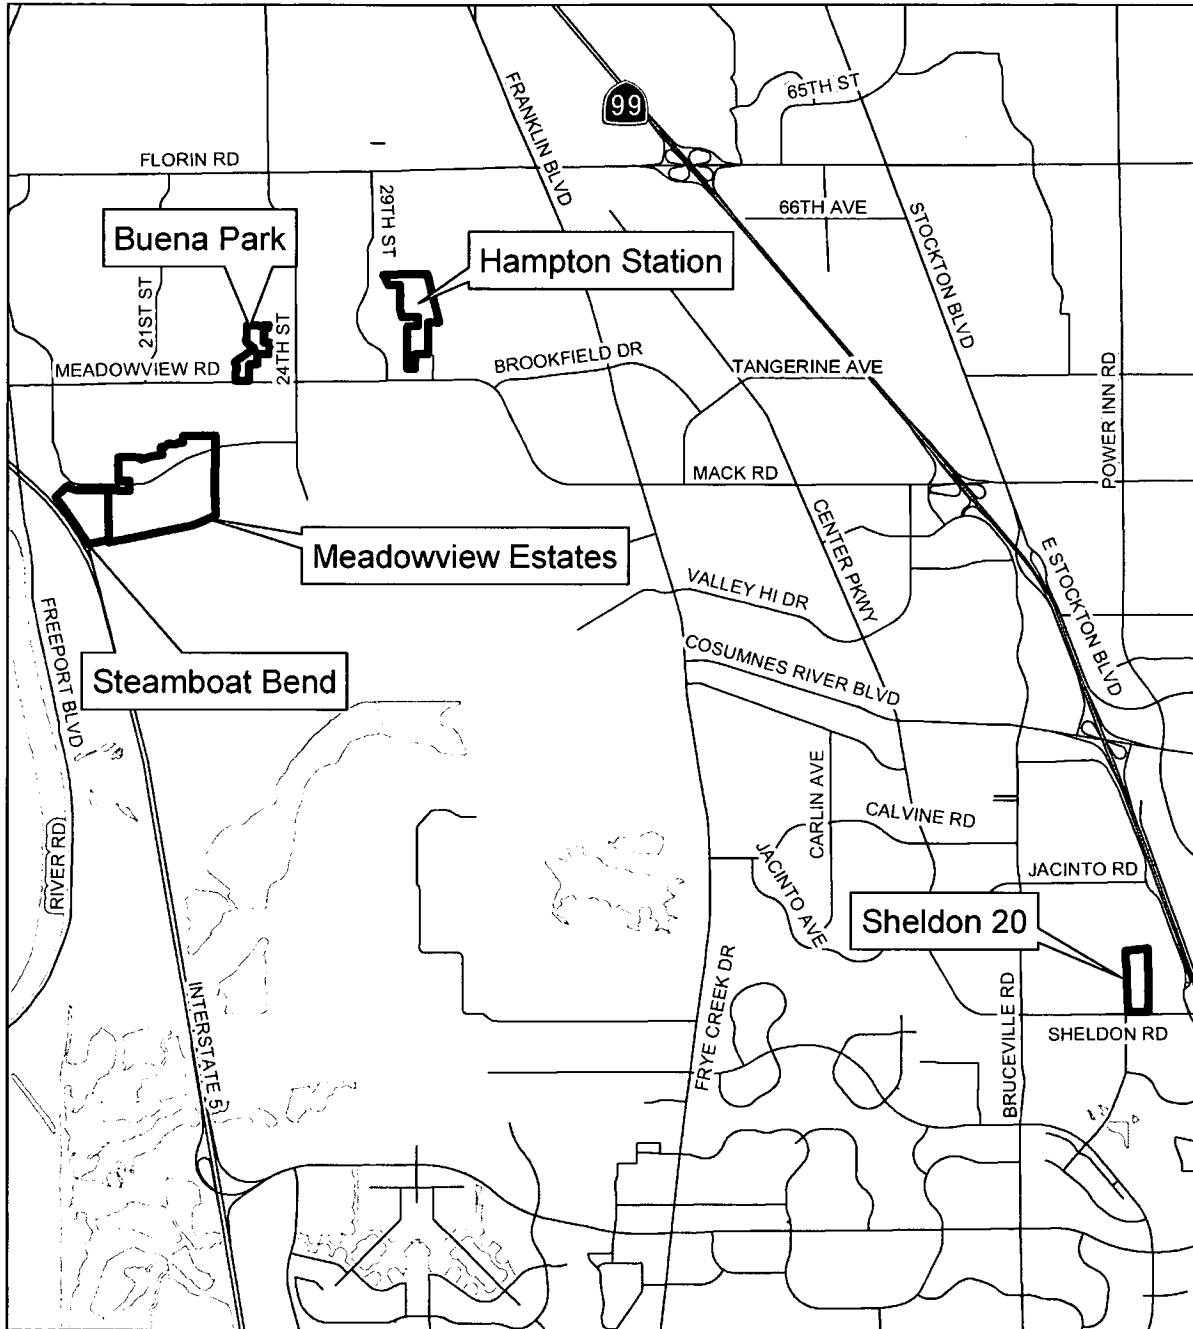 99
65TH ST
FRANKLIN BLVD
FLORIN RD
29TH ST
66TH AVE
STOCKTON BLVD
Buena Park
Hampton Station
21ST ST
24TH ST
MEADOWVIEW RD
BROOKFIELD DR
TANGERINE AVE
POWER INN RD
MACK RD
CENTER PKWY
Meadowview Estates
E STOCKTON BLVD
VALLEY HI DR
FREEPORT BLVD
COSUMNES RIVER BLVD
Steamboat Bend
CARLIN AVE
CALVINE RD
RIVER RD
JACINTO AVE
JACINTO RD
Sheldon 20
INTERSTATE 5
FRYE CREEK DR
BRUCEVILLE RD
SHELDON RD